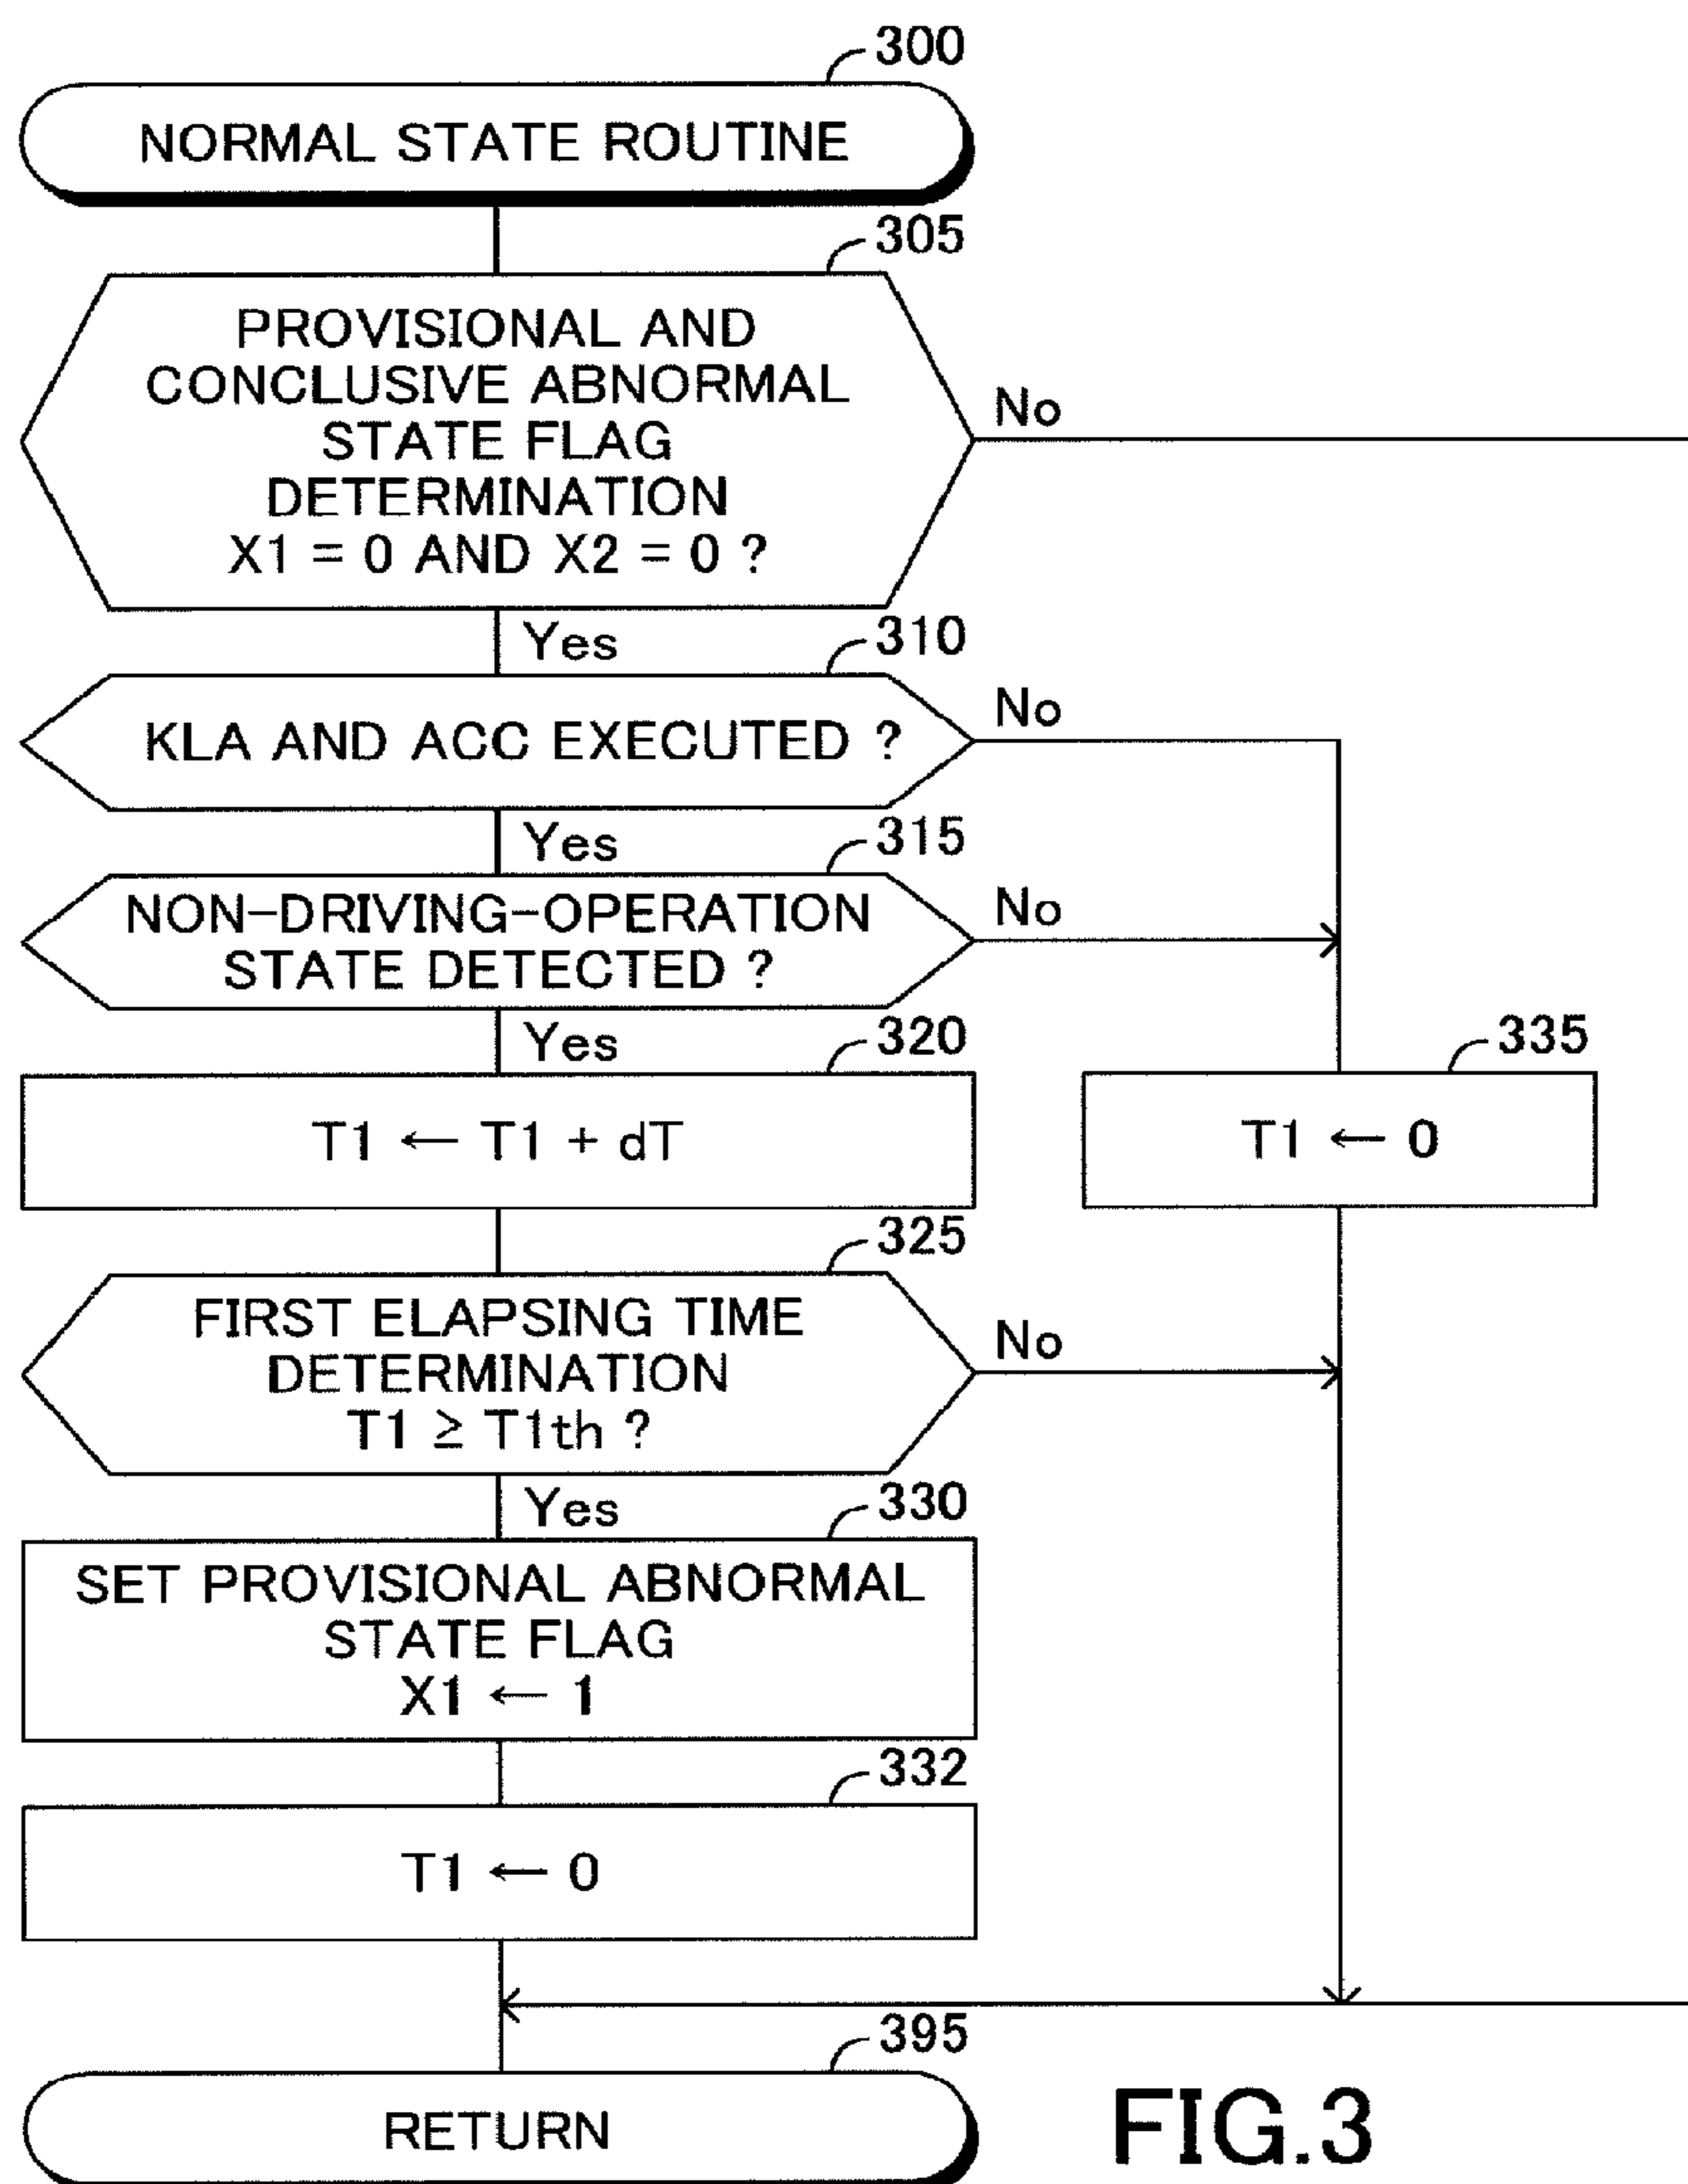 300
NORMAL STATE ROUTINE
305
PROVISIONAL AND
CONCLUSIVE ABNORMAL
STATE FLAG
DETERMINATION
X1 = 0 AND X2 = 0 ?
No
Yes
310
KLA AND ACC EXECUTED ?
No
Yes
315
NON-DRIVING-OPERATION
STATE DETECTED ?
No
Yes
320
T1 ← T1 + dT
335
T1 ← 0
325
FIRST ELAPSING TIME
DETERMINATION
T1 ≥ T1th ?
No
Yes
330
SET PROVISIONAL ABNORMAL
STATE FLAG
X1 ← 1
332
T1 ← 0
395
RETURN
FIG.3